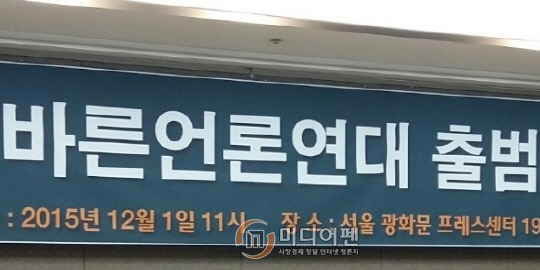 바른언론연대 출범
: 2015년 12월 1일 11시 장 소 : 서울 광화문 프레스센터 19
미디어펜
시장경제 창달 인터넷 정론지